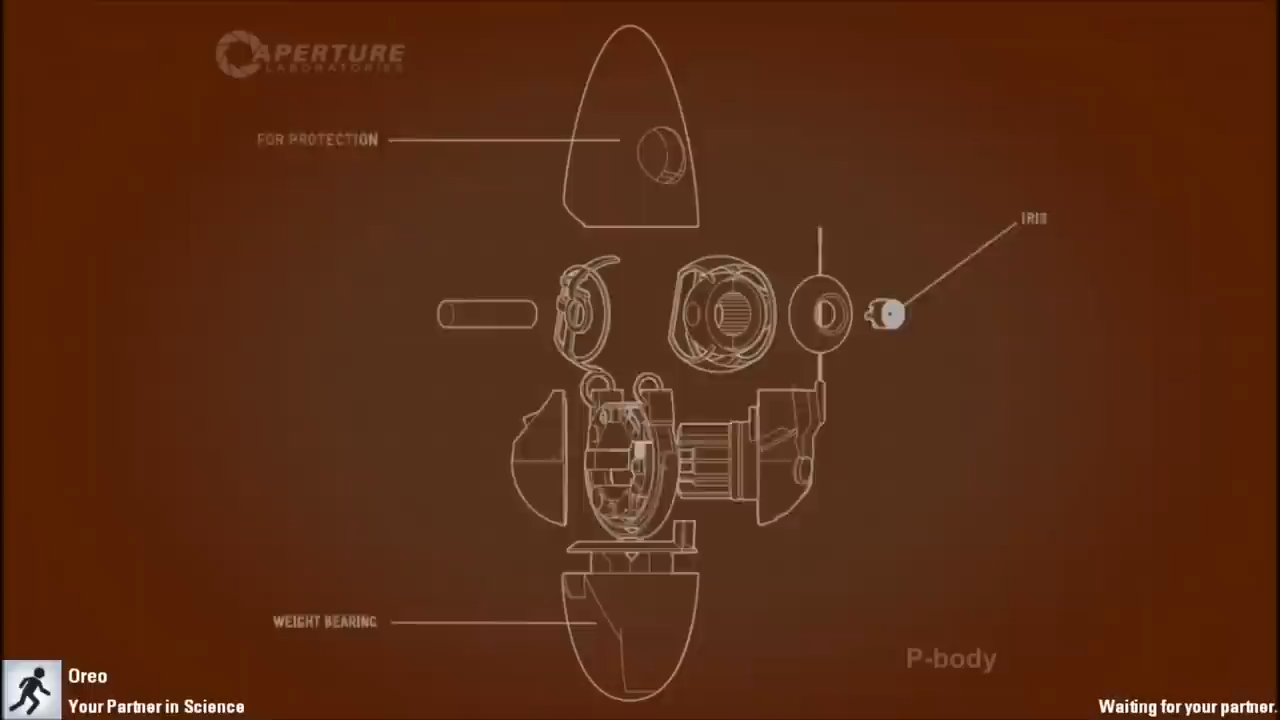 APERTURE
LABORATORIES
FOR PROTECTION
IRIS
WEIGHT BEARING
P-body
Oreo
Your Partner in Science
Waiting for your partner.